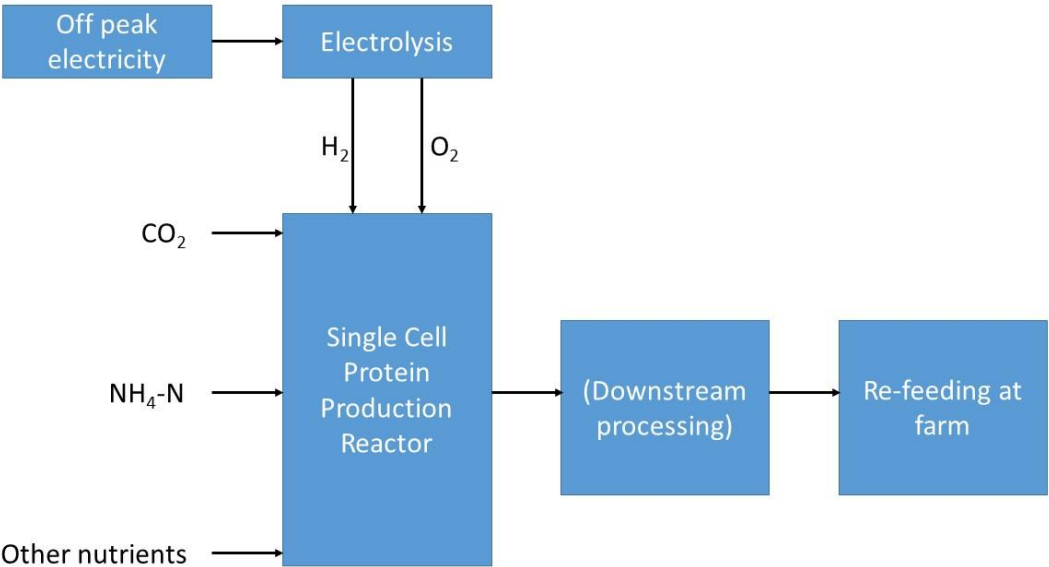 Off peak
electricity
Electrolysis
H₂
O₂
CO₂
Single Cell
Protein
Production
Reactor
NH₄-N
(Downstream
processing)
Re-feeding at
farm
Other nutrients